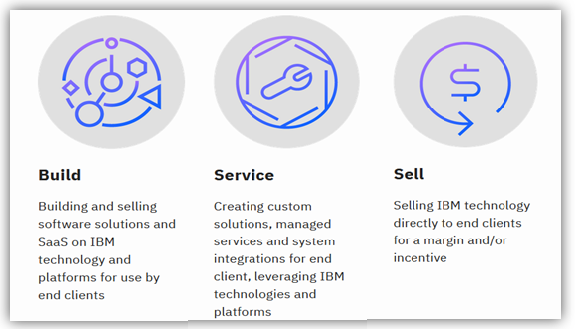 Build
Building and selling
software solutions and
SaaS on IBM
technology and
platforms for use by
end clients
Service
Creating custom
solutions, managed
services and system
integrations for end
client, leveraging IBM
technologies and
platforms
Sell
Selling IBM technology
directly to end clients
for a margin and/or
incentive